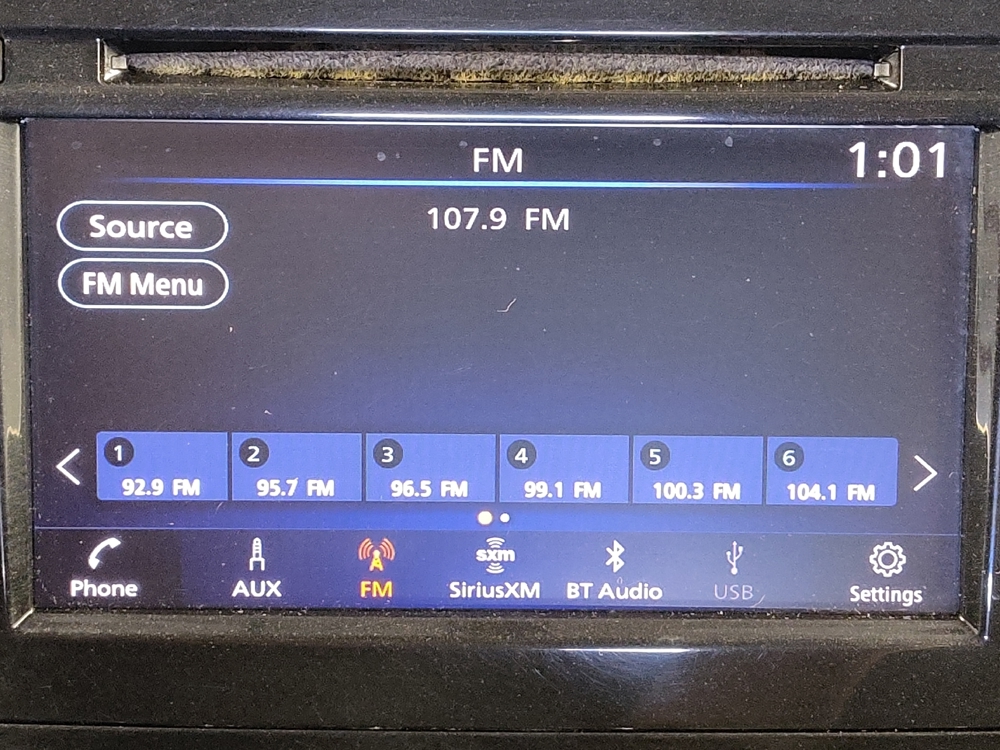 FM
1:01
Source
107.9 FM
FM Menu
1 2 3 4 5 6
92.9 FM 95.7 FM 96.5 FM 99.1 FM 100.3 FM 104.1 FM
sxm
Phone AUX FM SiriusXM BT Audio USB Settings